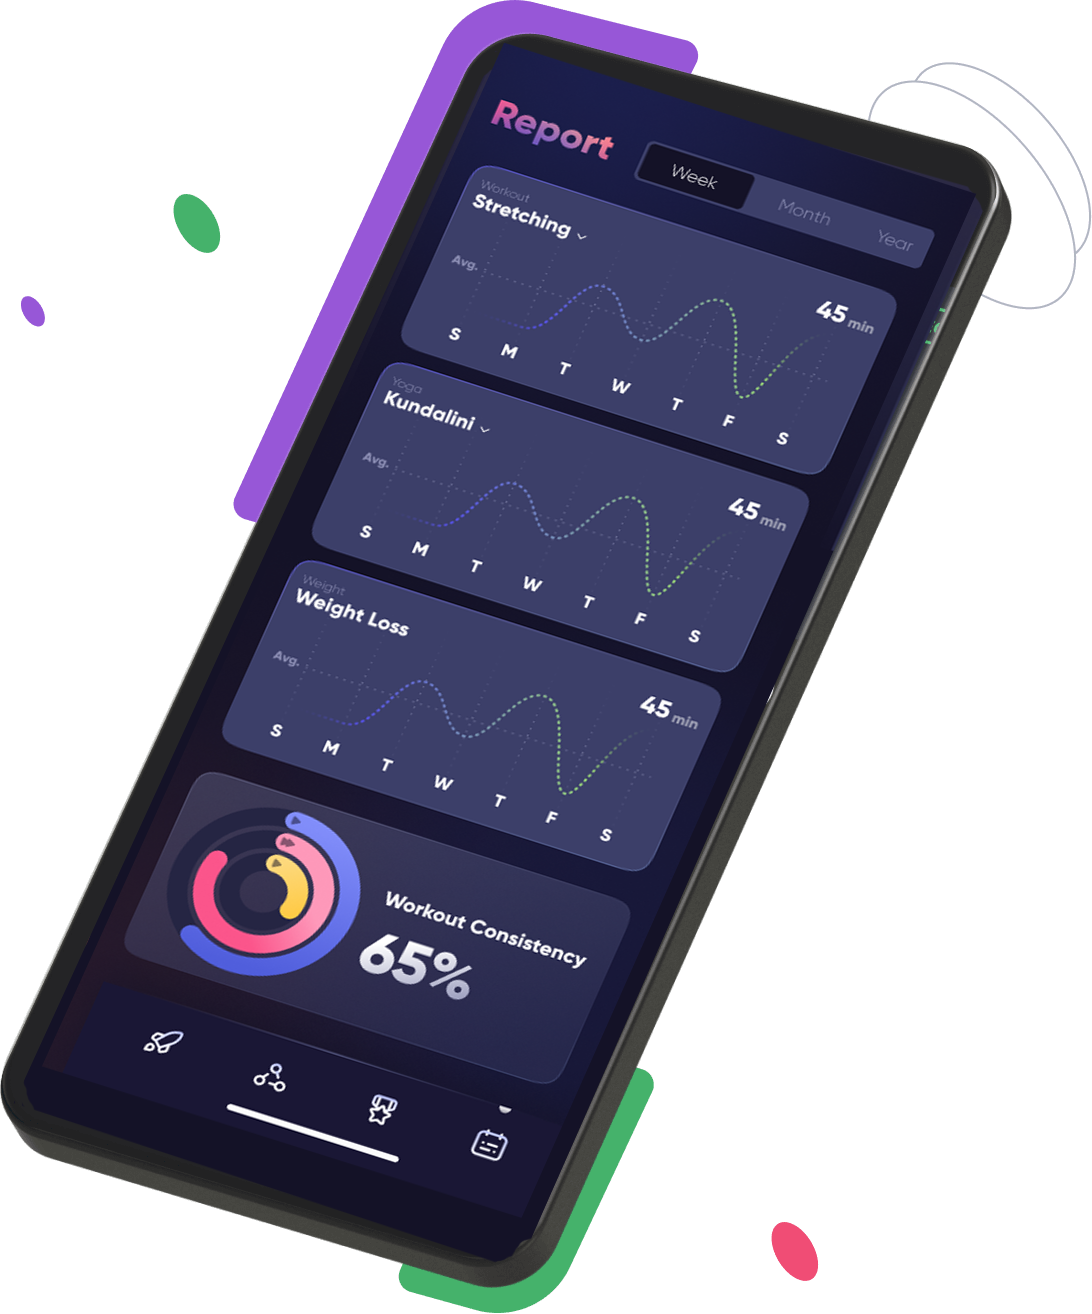 Report
Week
Month
Year
Workout
Stretching
Avg.
45 min
S M T W T F S
Yoga
Kundalini
Avg.
45 min
S M T W T F S
Weight
Weight Loss
Avg.
45 min
S M T W T F S
Workout Consistency
65%